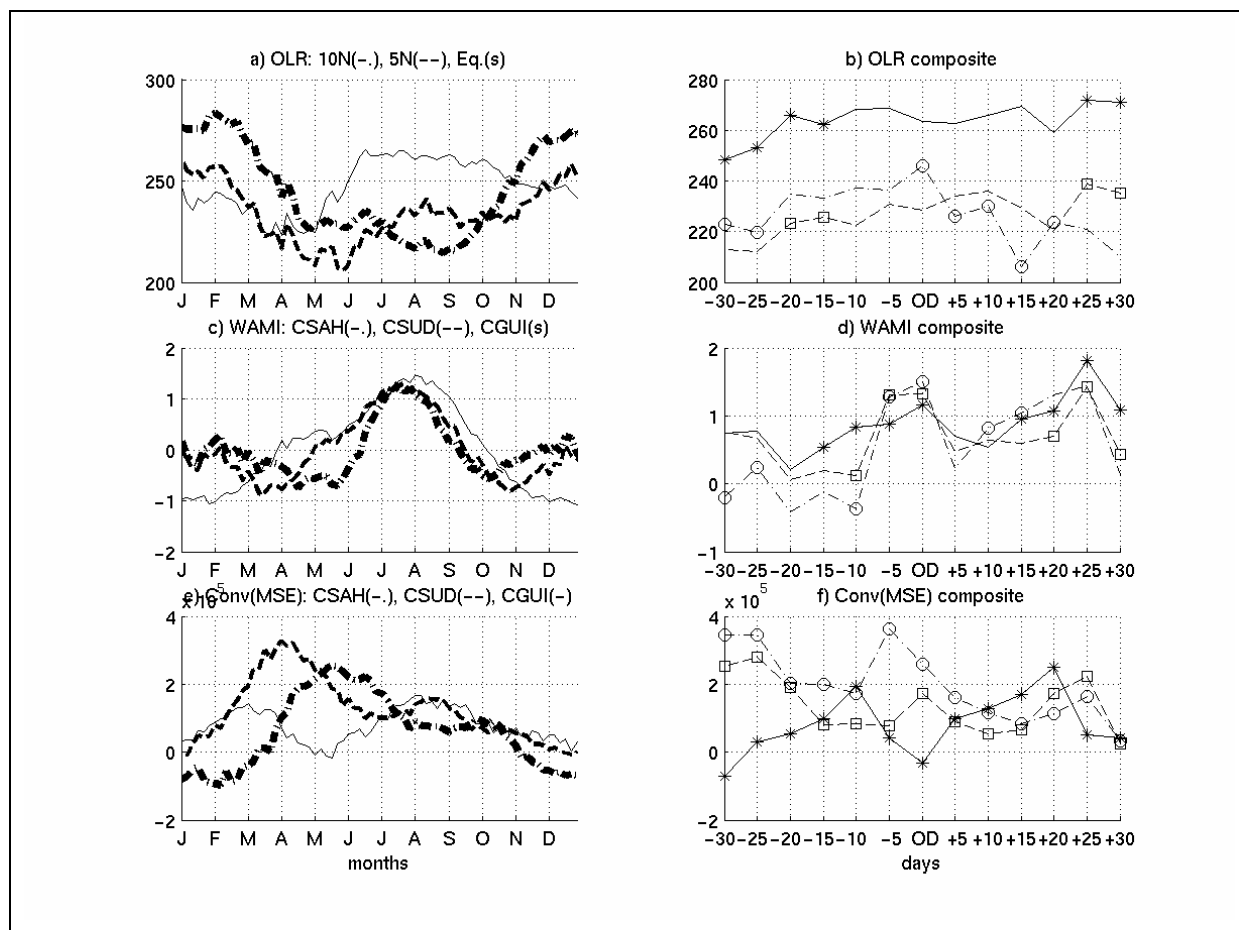 a) OLR: 10N(-.), 5N(--), Eq.(s)
300
250
200
J F M A M J J A S O N D
b) OLR composite
280
260
240
220
200
-30 -25 -20 -15 -10 -5 OD +5 +10 +15 +20 +25 +30
c) WAMI: CSAH(-.), CSUD(--), CGUI(s)
2
1
0
-1
-2
J F M A M J J A S O N D
d) WAMI composite
2
1
0
-1
-30 -25 -20 -15 -10 -5 OD +5 +10 +15 +20 +25 +30
e) Conv(MSE): CSAH(-.), CSUD(--), CGUI(-)
x 10^5
4
2
0
-2
J F M A M J J A S O N D
months
f) Conv(MSE) composite
x 10^5
4
2
0
-2
-30 -25 -20 -15 -10 -5 OD +5 +10 +15 +20 +25 +30
days